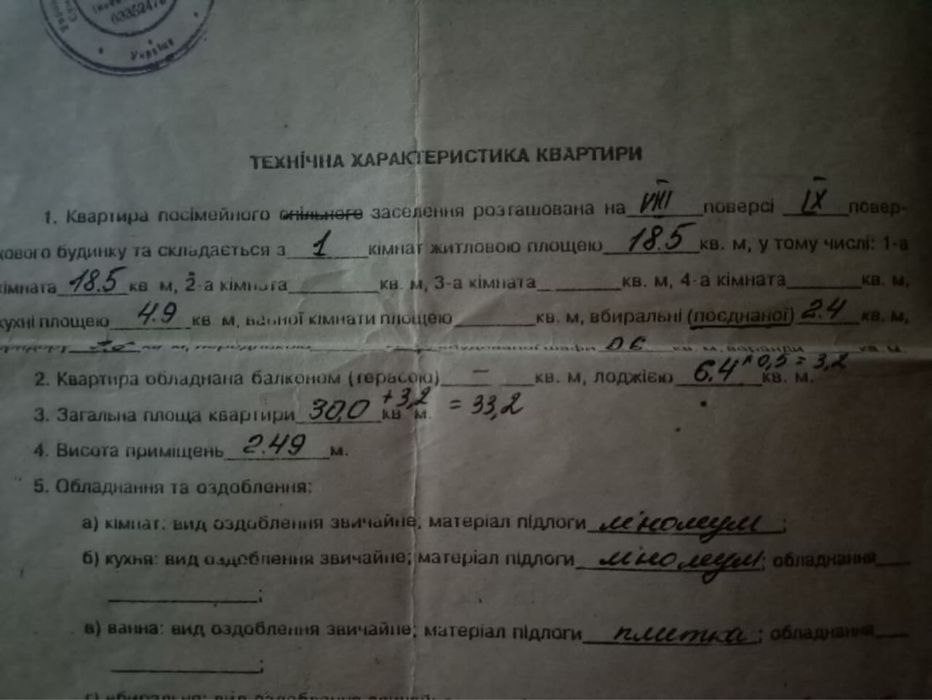 03352478
Україна
ТЕХНІЧНА ХАРАКТЕРИСТИКА КВАРТИРИ
1. Квартира посімейного спільного заселення розташована на VIII поверсі IX повер-
хового будинку та складається з 1 кімнат житловою площею 18.5 кв. м, у тому числі: 1-а
кімната 18.5 кв м, 2-а кімната кв. м, 3-а кімната кв. м, 4-а кімната кв. м,
кухні площею 4.9 кв м, ванної кімнати площею кв. м, вбиральні (поєднаної) 2.4 кв. м,
кв. м.
2. Квартира обладнана балконом (терасою) — кв. м, лоджією 6.4 * 0,5 = 3,2 кв. м.
3. Загальна площа квартири 30,0 + 3,2 кв м. = 33,2
4. Висота приміщень 2.49 м.
5. Обладнання та оздоблення:
а) кімнат: вид оздоблення звичайне; матеріал підлоги лінолеум ;
б) кухня: вид оздоблення звичайне; матеріал підлоги лінолеум ; обладнання
;
в) ванна: вид оздоблення звичайне; матеріал підлоги плитка ; обладнання
;